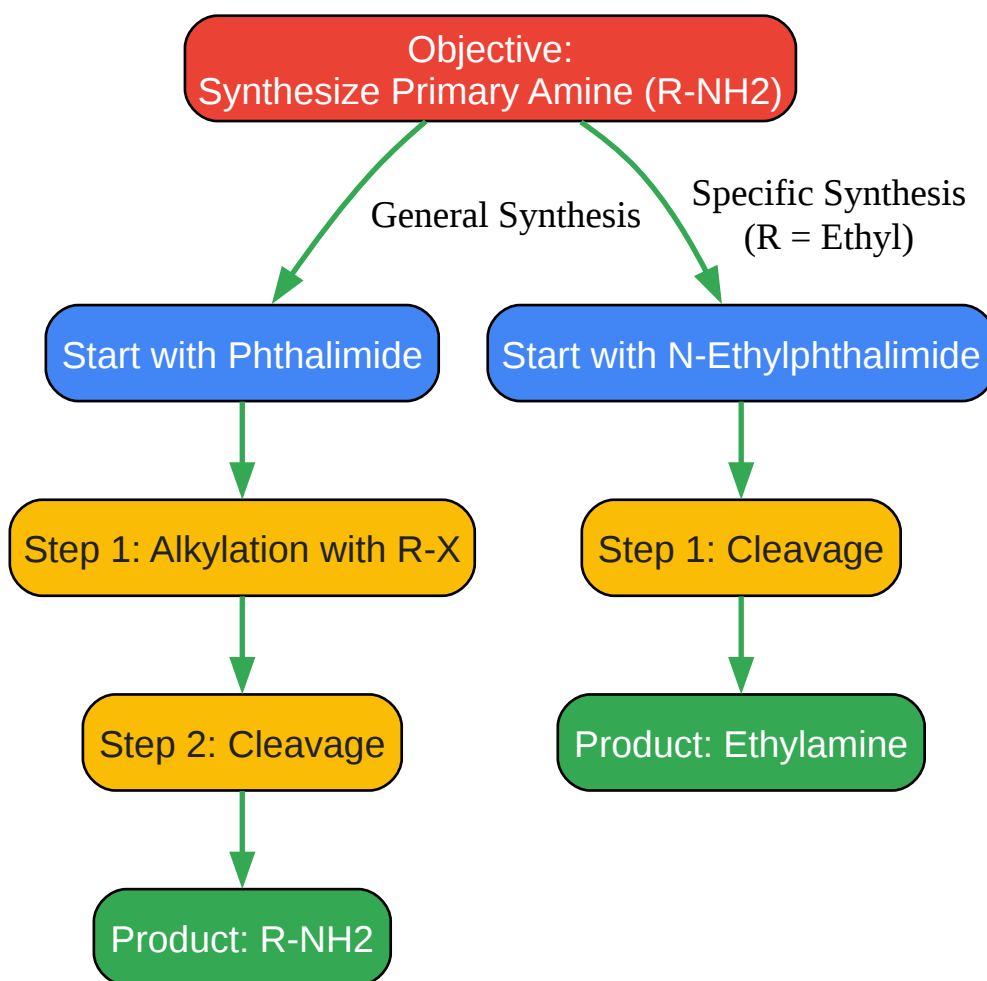 Objective:
Synthesize Primary Amine (R-NH2)
General Synthesis
Specific Synthesis
(R = Ethyl)
Start with Phthalimide
Start with N-Ethylphthalimide
Step 1: Alkylation with R-X
Step 1: Cleavage
Step 2: Cleavage
Product: Ethylamine
Product: R-NH2